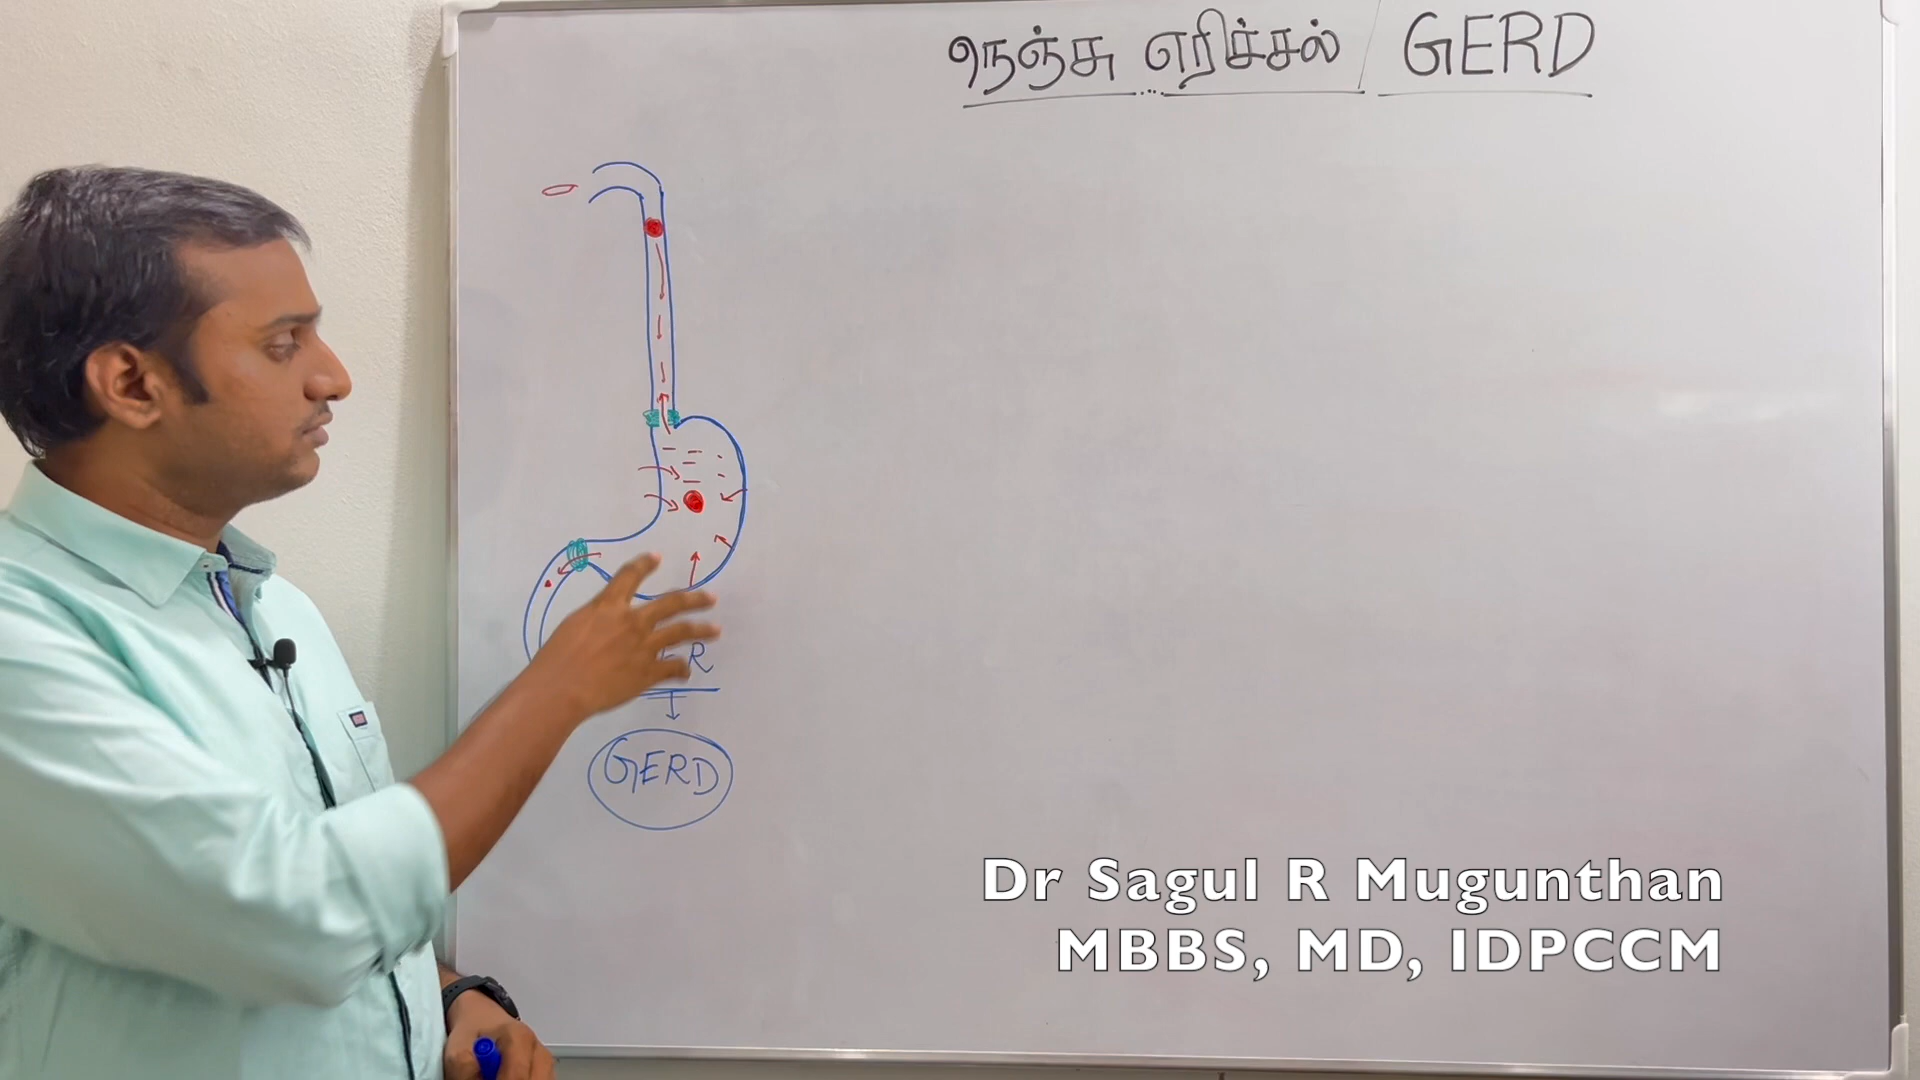 நெஞ்சு எரிச்சல் / GERD
GERD
Dr Sagul R Mugunthan
MBBS, MD, IDPCCM